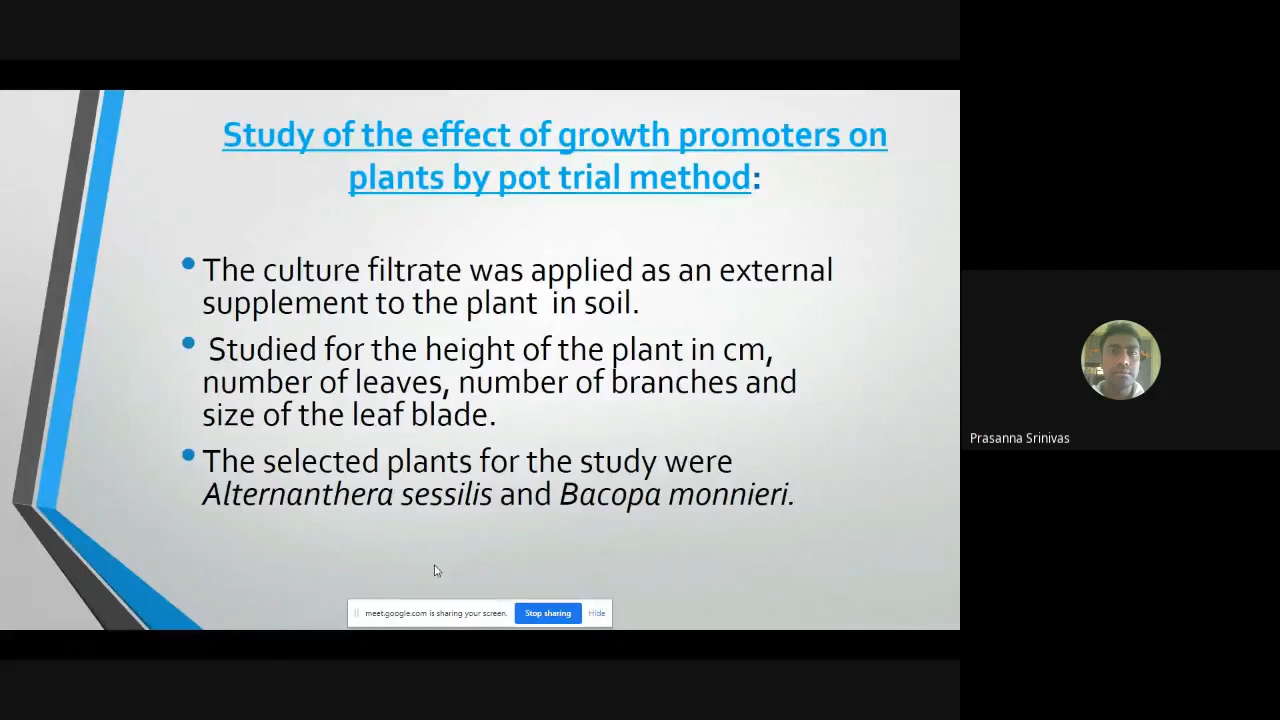 Study of the effect of growth promoters on
plants by pot trial method:
The culture filtrate was applied as an external
supplement to the plant in soil.
Studied for the height of the plant in cm,
number of leaves, number of branches and
size of the leaf blade.
The selected plants for the study were
Alternanthera sessilis and Bacopa monnieri.
meet.google.com is sharing your screen. Stop sharing Hide
Prasanna Srinivas